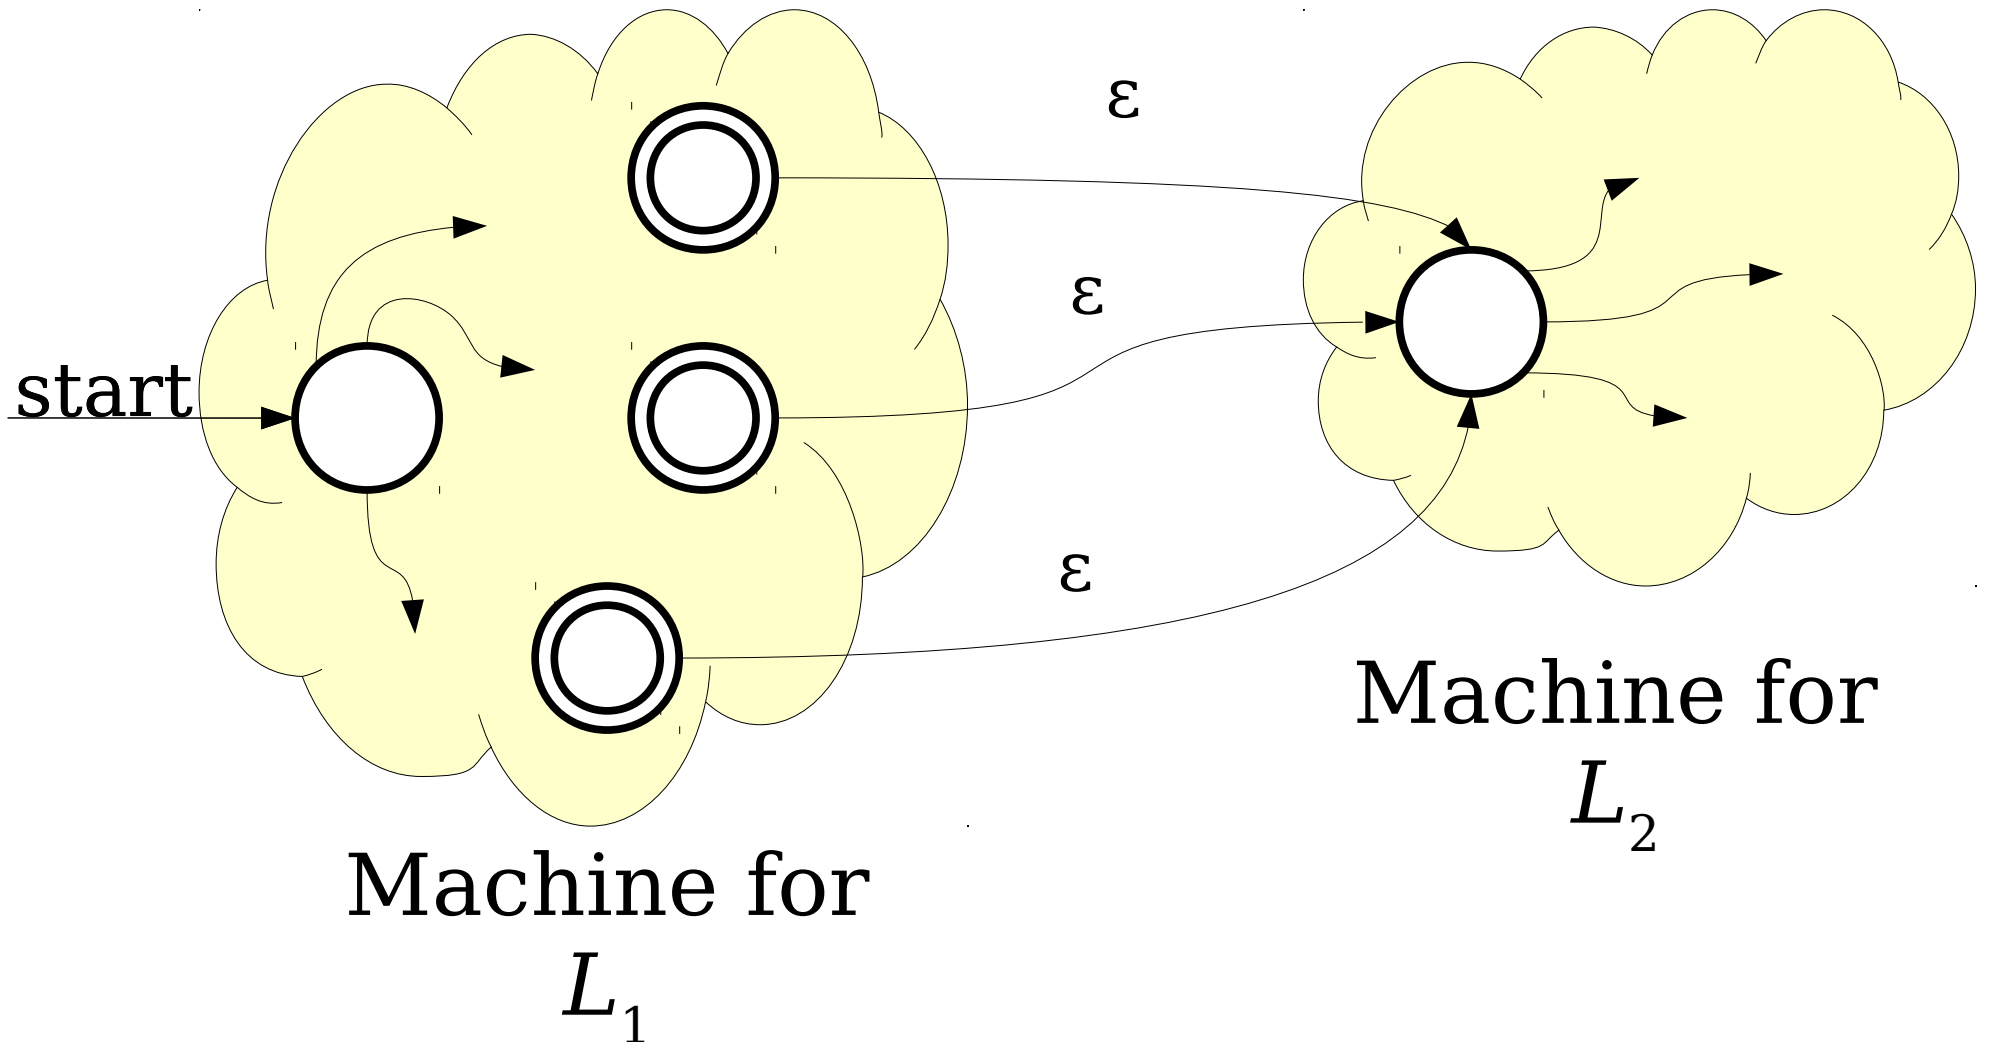 ε
ε
start
ε
Machine for
L₂
Machine for
L₁